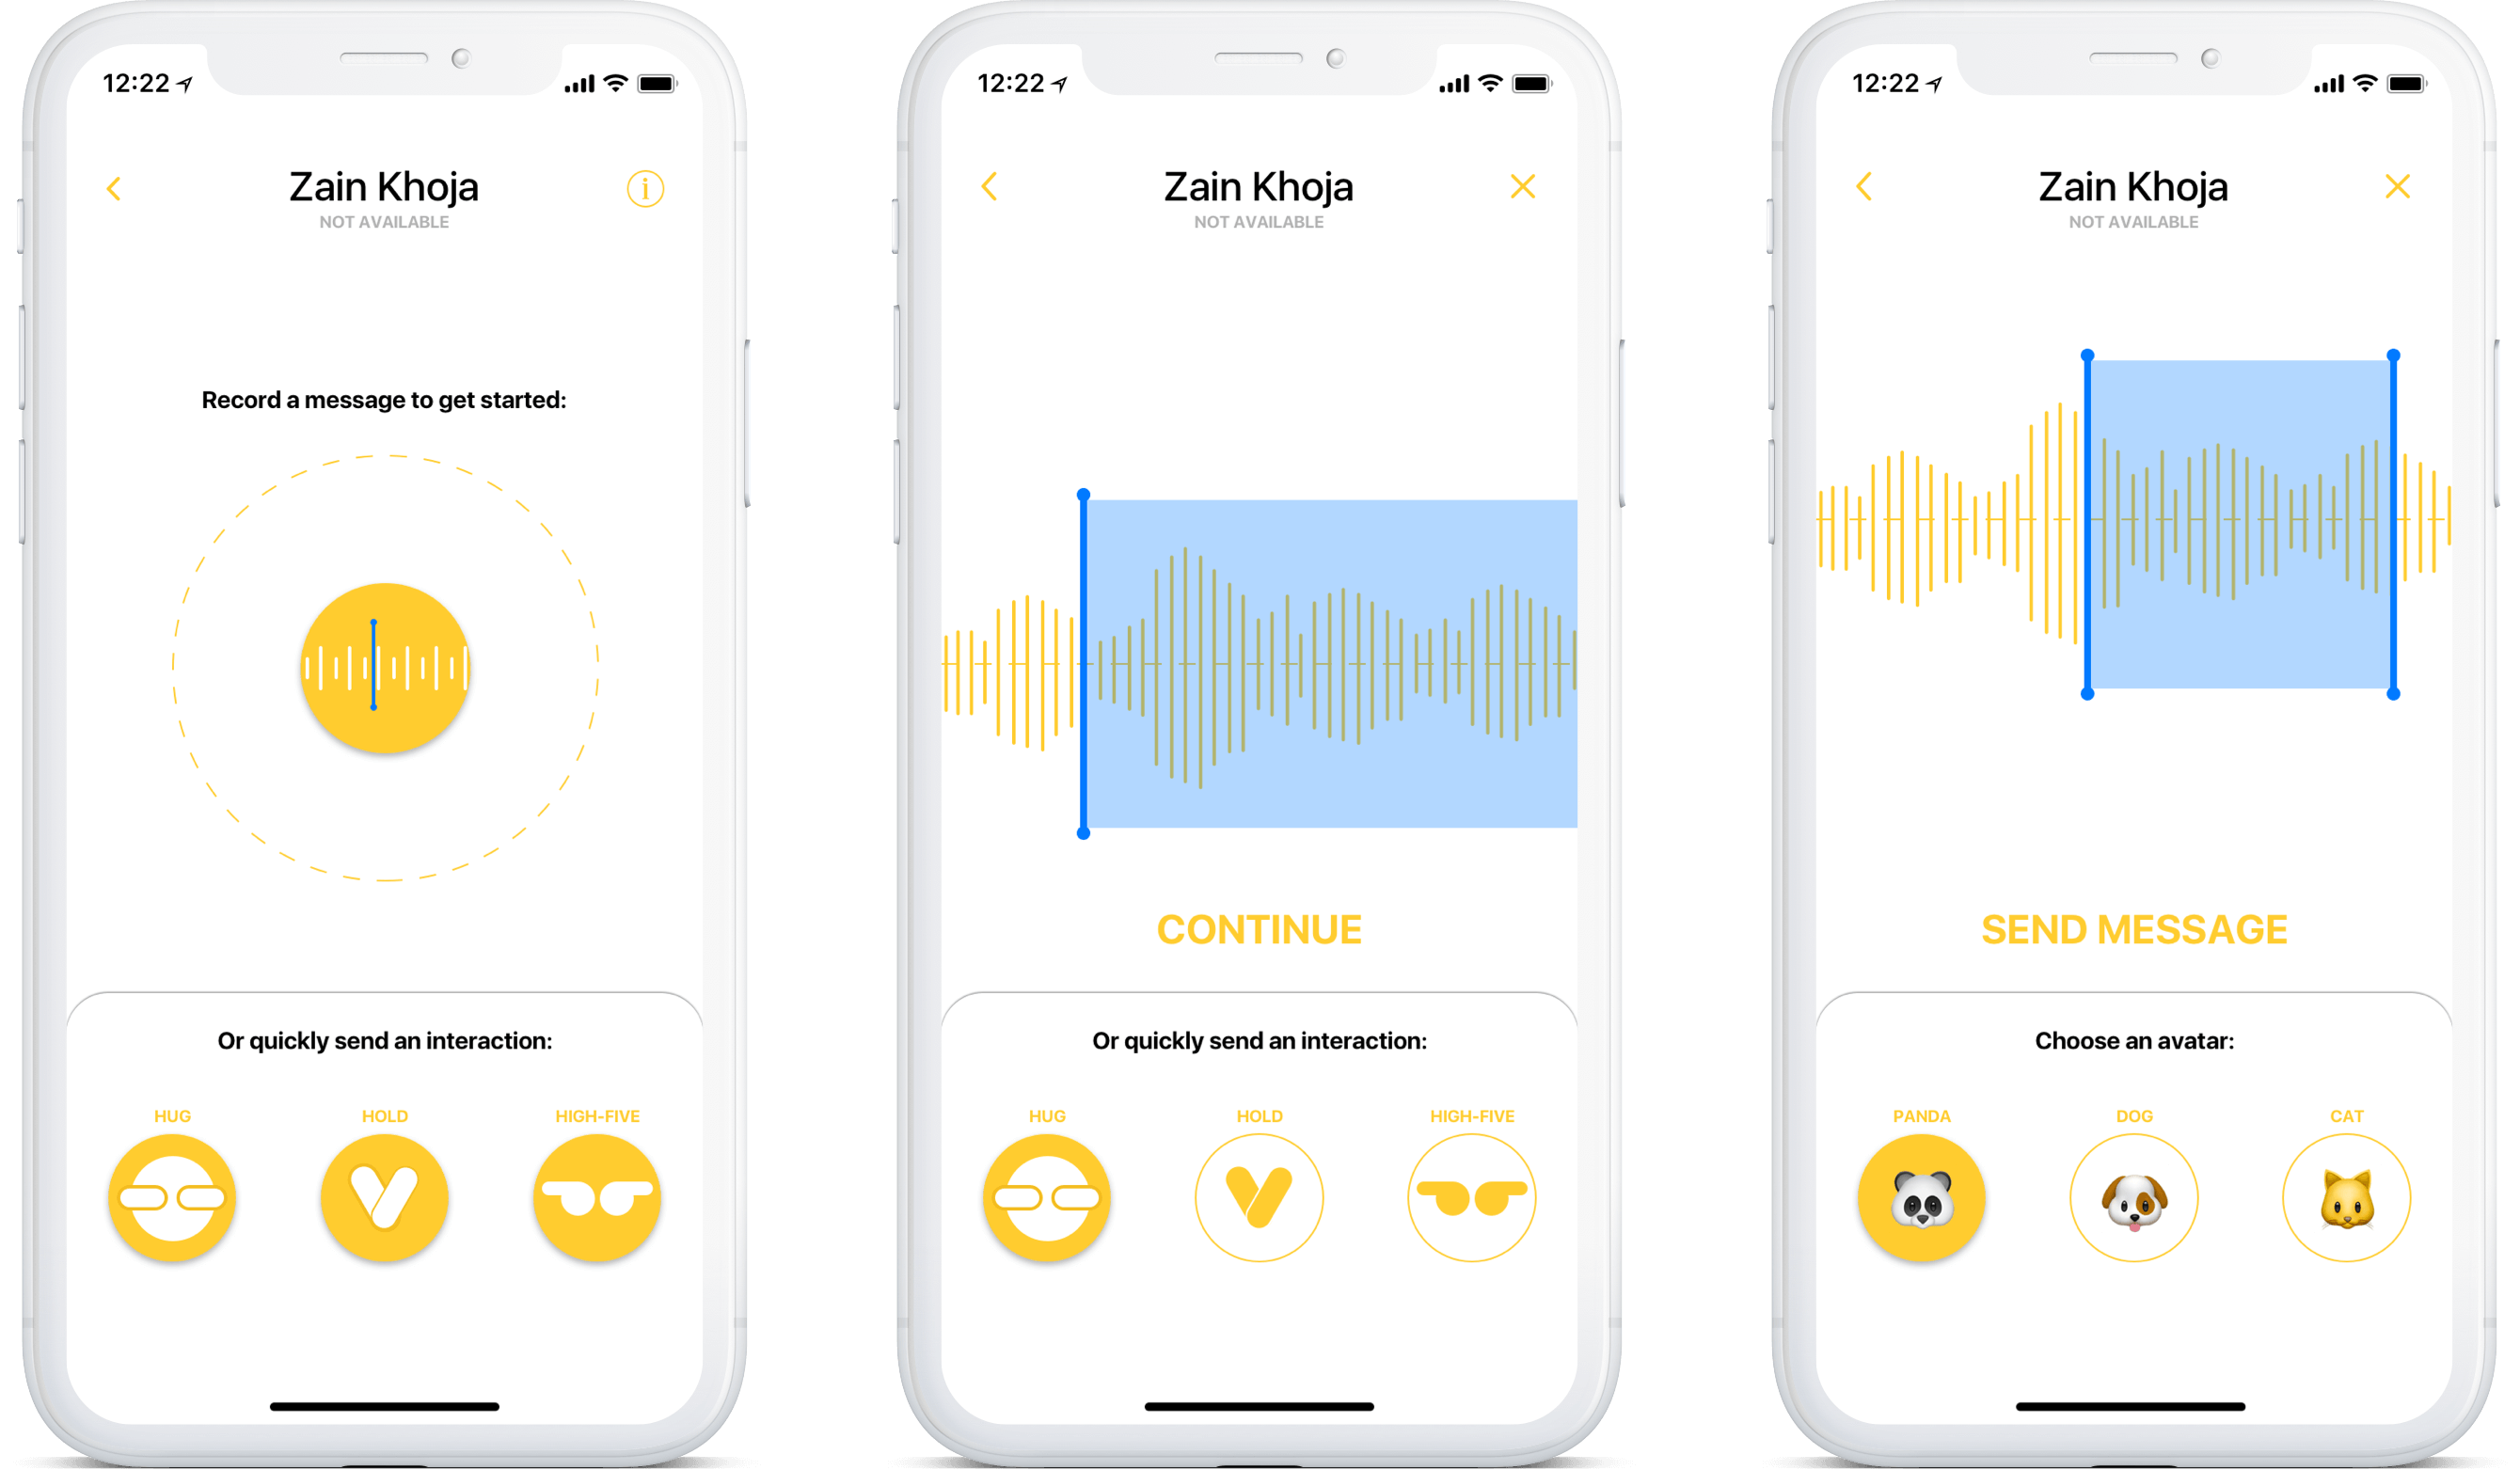 12:22
Zain Khoja
NOT AVAILABLE
Record a message to get started:
Or quickly send an interaction:
HUG HOLD HIGH-FIVE
12:22
Zain Khoja
NOT AVAILABLE
CONTINUE
Or quickly send an interaction:
HUG HOLD HIGH-FIVE
12:22
Zain Khoja
NOT AVAILABLE
SEND MESSAGE
Choose an avatar:
PANDA DOG CAT